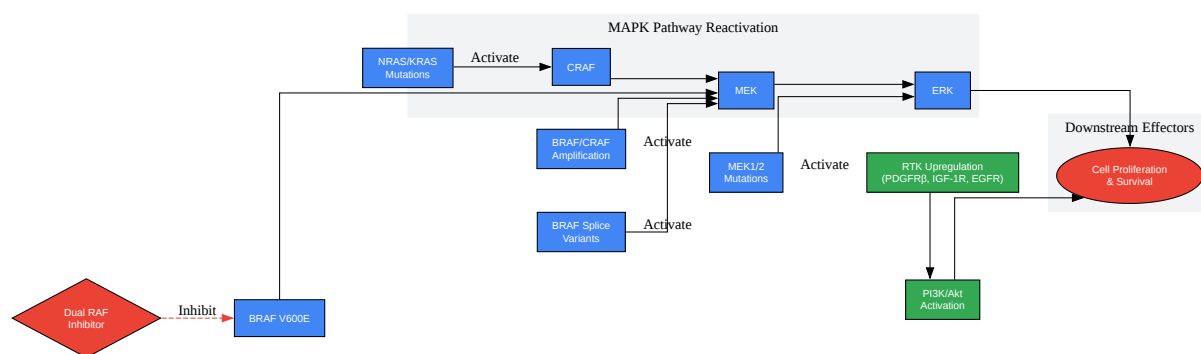 MAPK Pathway Reactivation
NRAS/KRAS
Mutations
Activate
CRAF
MEK
ERK
Downstream Effectors
BRAF/CRAF
Amplification
Activate
MEK1/2
Mutations
Activate
RTK Upregulation
(PDGFRβ, IGF-1R, EGFR)
Cell Proliferation
& Survival
BRAF Splice
Variants
Activate
Dual RAF
Inhibitor
Inhibit
BRAF V600E
PI3K/Akt
Activation